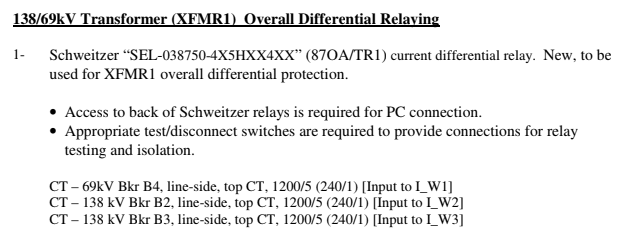 138/69kV Transformer (XFMR1)  Overall Differential Relaying
1- Schweitzer “SEL-038750-4X5HXX4XX” (87OA/TR1) current differential relay.  New, to be
used for XFMR1 overall differential protection.
• Access to back of Schweitzer relays is required for PC connection.
• Appropriate test/disconnect switches are required to provide connections for relay
testing and isolation.
CT – 69kV Bkr B4, line-side, top CT, 1200/5 (240/1) [Input to I_W1]
CT – 138 kV Bkr B2, line-side, top CT, 1200/5 (240/1) [Input to I_W2]
CT – 138 kV Bkr B3, line-side, top CT, 1200/5 (240/1) [Input to I_W3]